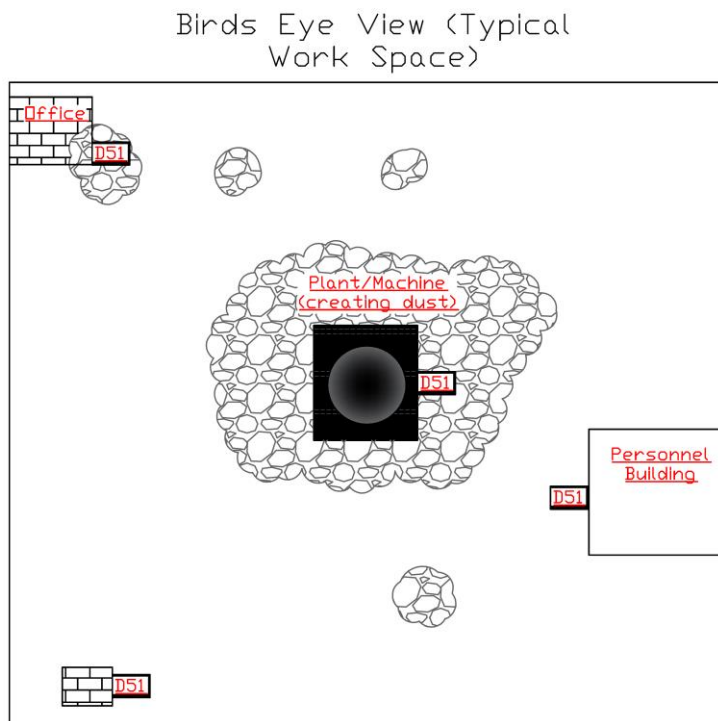 Birds Eye View (Typical
Work Space)
Office
D51
Plant/Machine
(creating dust)
D51
Personnel
Building
D51
D51